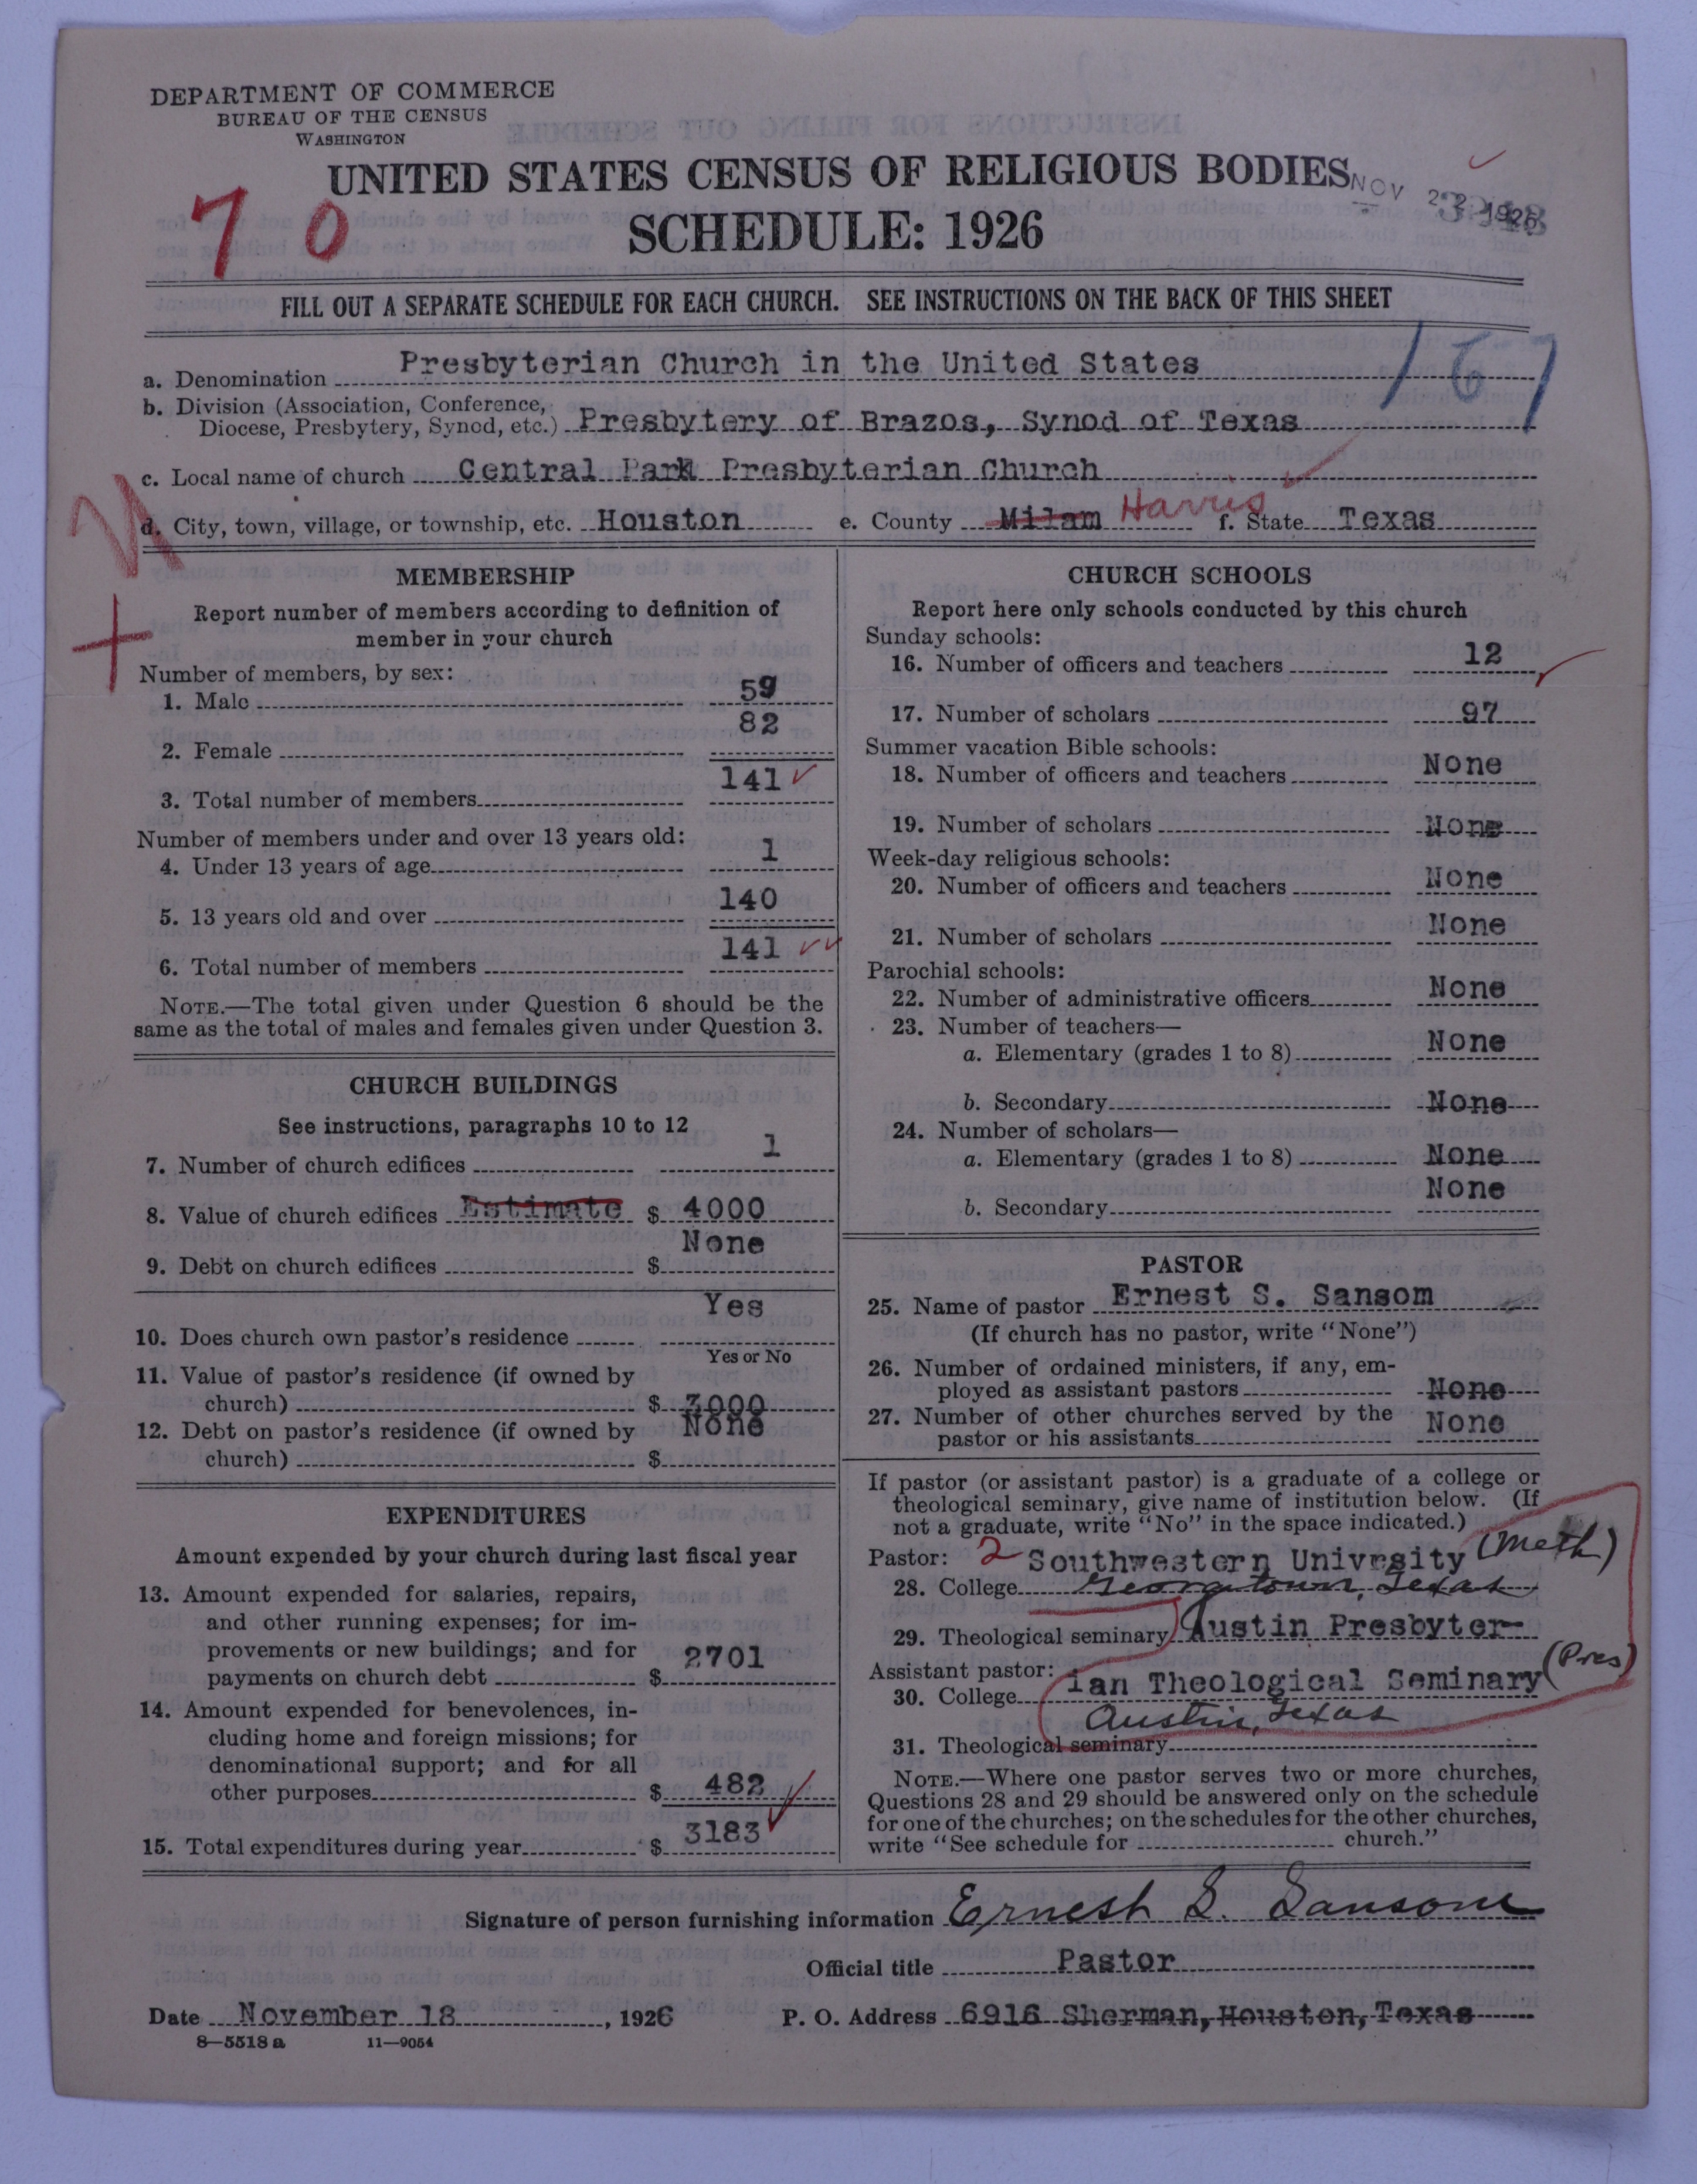 DEPARTMENT OF COMMERCE
BUREAU OF THE CENSUS
WASHINGTON
UNITED STATES CENSUS OF RELIGIOUS BODIES
SCHEDULE: 1926
NOV 22 1926
70
FILL OUT A SEPARATE SCHEDULE FOR EACH CHURCH. SEE INSTRUCTIONS ON THE BACK OF THIS SHEET
167
a. Denomination Presbyterian Church in the United States
b. Division (Association, Conference,
Diocese, Presbytery, Synod, etc.) Presbytery of Brazos, Synod of Texas
c. Local name of church Central Park Presbyterian Church
d. City, town, village, or township, etc. Houston e. County Milam Harris f. State Texas
MEMBERSHIP
Report number of members according to definition of
member in your church
Number of members, by sex:
1. Male 59
2. Female 82
3. Total number of members 141
Number of members under and over 13 years old:
4. Under 13 years of age 1
5. 13 years old and over 140
6. Total number of members 141
NOTE.—The total given under Question 6 should be the
same as the total of males and females given under Question 3.
CHURCH BUILDINGS
See instructions, paragraphs 10 to 12
7. Number of church edifices 1
8. Value of church edifices Estimate $ 4000
9. Debt on church edifices $ None
10. Does church own pastor's residence Yes
Yes or No
11. Value of pastor's residence (if owned by
church) $ 3000
12. Debt on pastor's residence (if owned by
church) $ None
EXPENDITURES
Amount expended by your church during last fiscal year
13. Amount expended for salaries, repairs,
and other running expenses; for im-
provements or new buildings; and for
payments on church debt $ 2701
14. Amount expended for benevolences, in-
cluding home and foreign missions; for
denominational support; and for all
other purposes $ 482
15. Total expenditures during year $ 3183
CHURCH SCHOOLS
Report here only schools conducted by this church
Sunday schools:
16. Number of officers and teachers 12
17. Number of scholars 97
Summer vacation Bible schools:
18. Number of officers and teachers None
19. Number of scholars None
Week-day religious schools:
20. Number of officers and teachers None
21. Number of scholars None
Parochial schools:
22. Number of administrative officers None
23. Number of teachers—
a. Elementary (grades 1 to 8) None
b. Secondary None
24. Number of scholars—
a. Elementary (grades 1 to 8) None
b. Secondary None
PASTOR
25. Name of pastor Ernest S. Sansom
(If church has no pastor, write "None")
26. Number of ordained ministers, if any, em-
ployed as assistant pastors None
27. Number of other churches served by the
pastor or his assistants None
If pastor (or assistant pastor) is a graduate of a college or
theological seminary, give name of institution below. (If
not a graduate, write "No" in the space indicated.)
Pastor: 2 Southwestern Univrsity (Meth)
28. College Georgetown, Texas
29. Theological seminary Austin Presbyter-
Assistant pastor: ian Theological Seminary (Pres)
30. College Austin, Texas
31. Theological seminary
NOTE.—Where one pastor serves two or more churches,
Questions 28 and 29 should be answered only on the schedule
for one of the churches; on the schedules for the other churches,
write "See schedule for church."
Signature of person furnishing information Ernest S. Sansom
Official title Pastor
Date November 18, 1926 P. O. Address 6916 Sherman, Houston, Texas
8—5518 a 11—9054